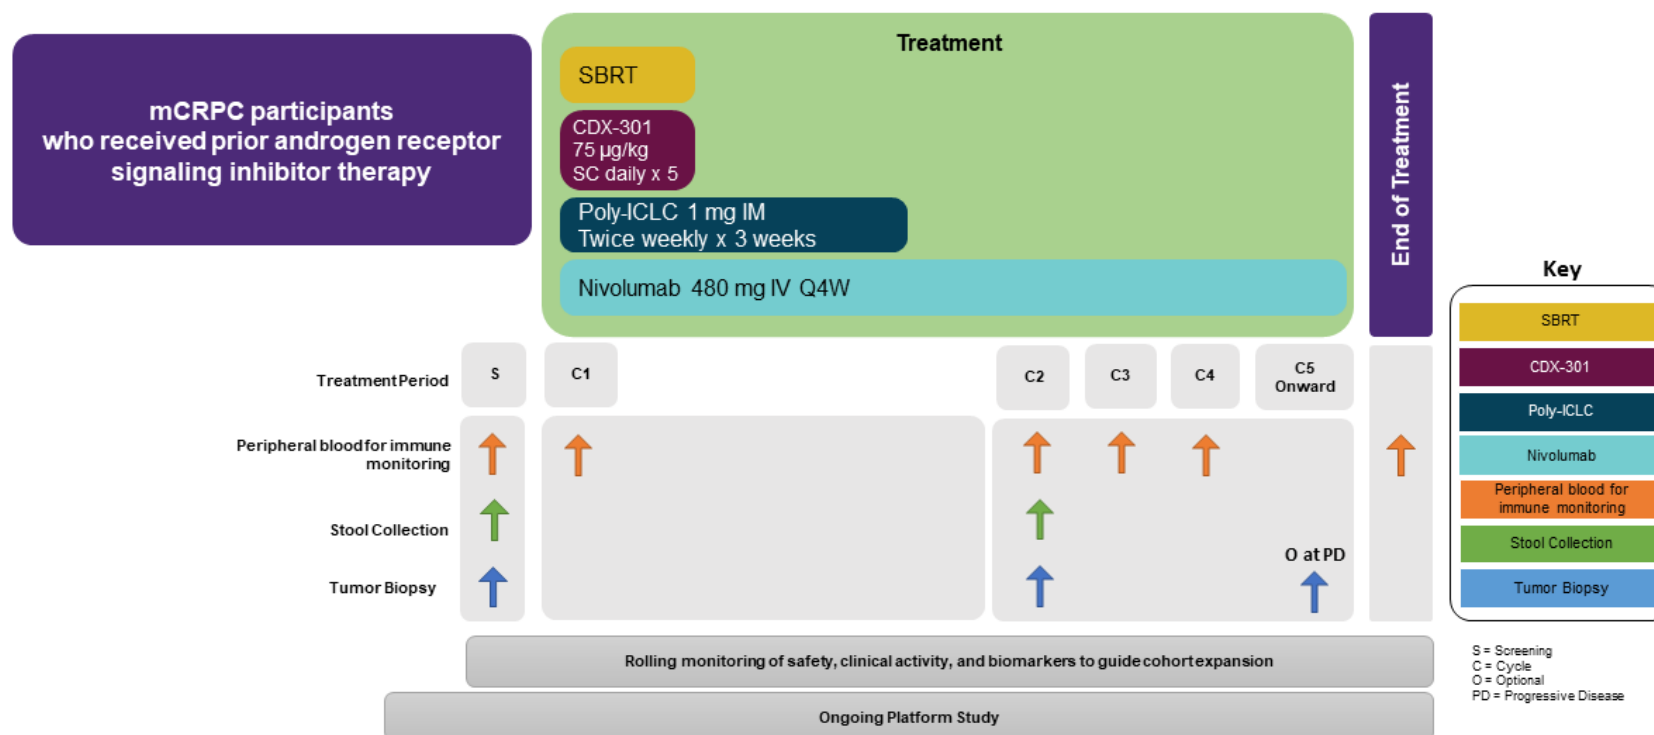 mCRPC participants
who received prior androgen receptor
signaling inhibitor therapy
Treatment
SBRT
CDX-301
75 µg/kg
SC daily x 5
Poly-ICLC 1 mg IM
Twice weekly x 3 weeks
Nivolumab 480 mg IV Q4W
End of Treatment
Key
SBRT
CDX-301
Poly-ICLC
Nivolumab
Peripheral blood for
immune monitoring
Stool Collection
Tumor Biopsy
Treatment Period
S
C1
C2
C3
C4
C5
Onward
Peripheral blood for immune
monitoring
Stool Collection
O at PD
Tumor Biopsy
Rolling monitoring of safety, clinical activity, and biomarkers to guide cohort expansion
Ongoing Platform Study
S = Screening
C = Cycle
O = Optional
PD = Progressive Disease